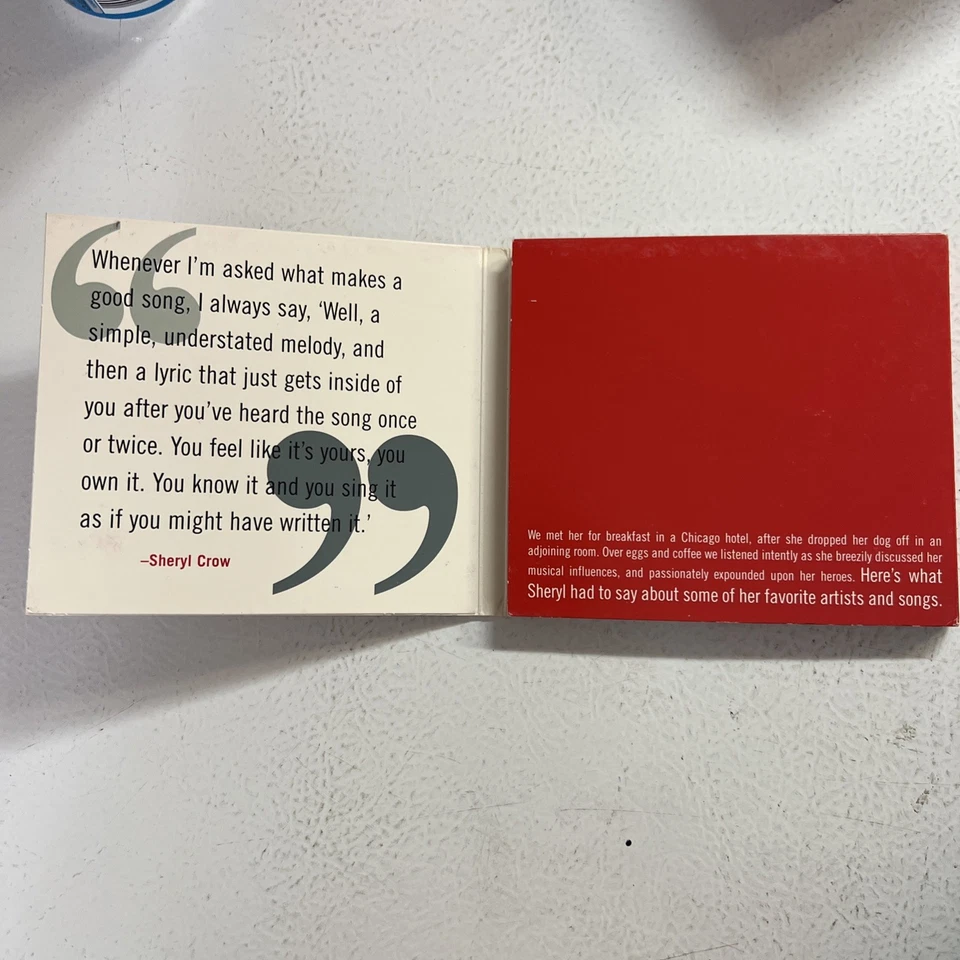 Whenever I'm asked what makes a
good song, I always say, 'Well, a
simple, understated melody, and
then a lyric that just gets inside of
you after you've heard the song once
or twice. You feel like it's yours, you
own it. You know it and you sing it
as if you might have written it.'
–Sheryl Crow
We met her for breakfast in a Chicago hotel, after she dropped her dog off in an
adjoining room. Over eggs and coffee we listened intently as she breezily discussed her
musical influences, and passionately expounded upon her heroes. Here's what
Sheryl had to say about some of her favorite artists and songs.